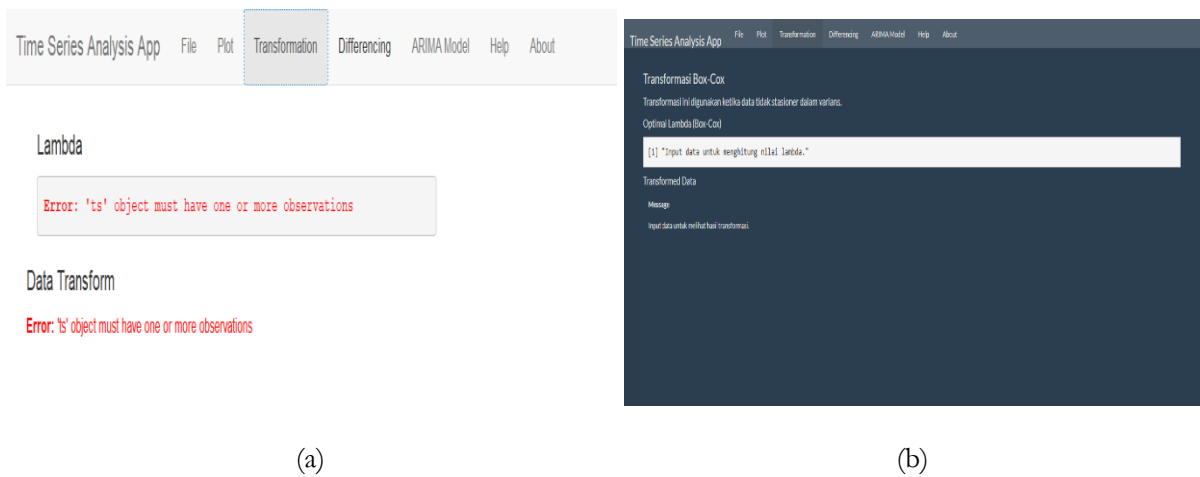 Time Series Analysis App File Plot Transformation Differencing ARIMA Model Help About
Lambda
Error: 'ts' object must have one or more observations
Data Transform
Error: 'ts' object must have one or more observations
(a)
Time Series Analysis App File Plot Transformation Differencing ARIMA Model Help About
Transformasi Box-Cox
Transformasi ini digunakan ketika data tidak stasioner dalam varians.
Optimal Lambda (Box-Cox)
[1] "Input data untuk menghitung nilai lambda."
Transformed Data
Message
Input data untuk melihat hasil transformasi.
(b)